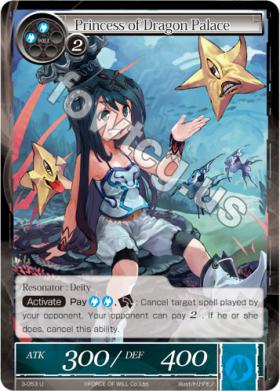 Princess of Dragon Palace
WILL
2
fowtcg.us
Resonator : Deity
Activate Pay , : Cancel target spell played by
your opponent. Your opponent can pay 2 . If he or she
does, cancel this ability.
ATK 300/ DEF 400
3-053 U ©FORCE OF WILL Co.,Ltd.